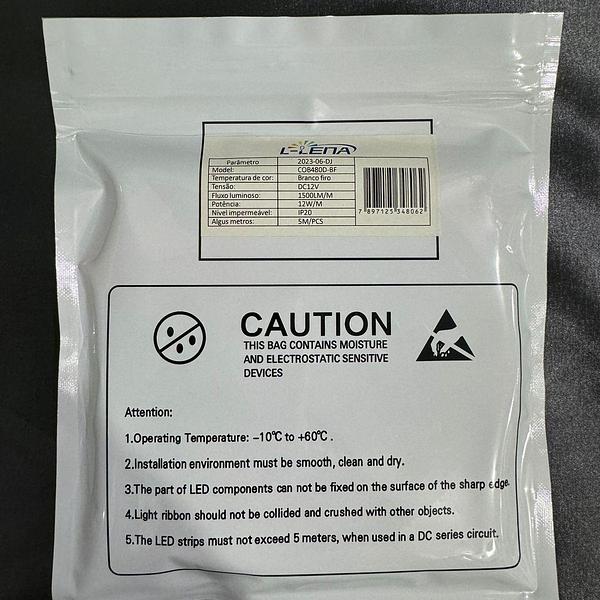 L-LENA
Parâmetro 2023-06-DJ
Model: COB480D-BF
Temperatura de cor: Branco firo
Tensão: DC12V
Fluxo luminoso: 1500LM/M
Potência: 12W/M
Nível impermeável: IP20
Algus metros: 5M/PCS
7 897125 348062
CAUTION
THIS BAG CONTAINS MOISTURE
AND ELECTROSTATIC SENSITIVE
DEVICES
Attention:
1.Operating Temperature: -10℃ to +60℃ .
2.Installation environment must be smooth, clean and dry.
3.The part of LED components can not be fixed on the surface of the sharp edge.
4.Light ribbon should not be collided and crushed with other objects.
5.The LED strips must not exceed 5 meters, when used in a DC series circuit.